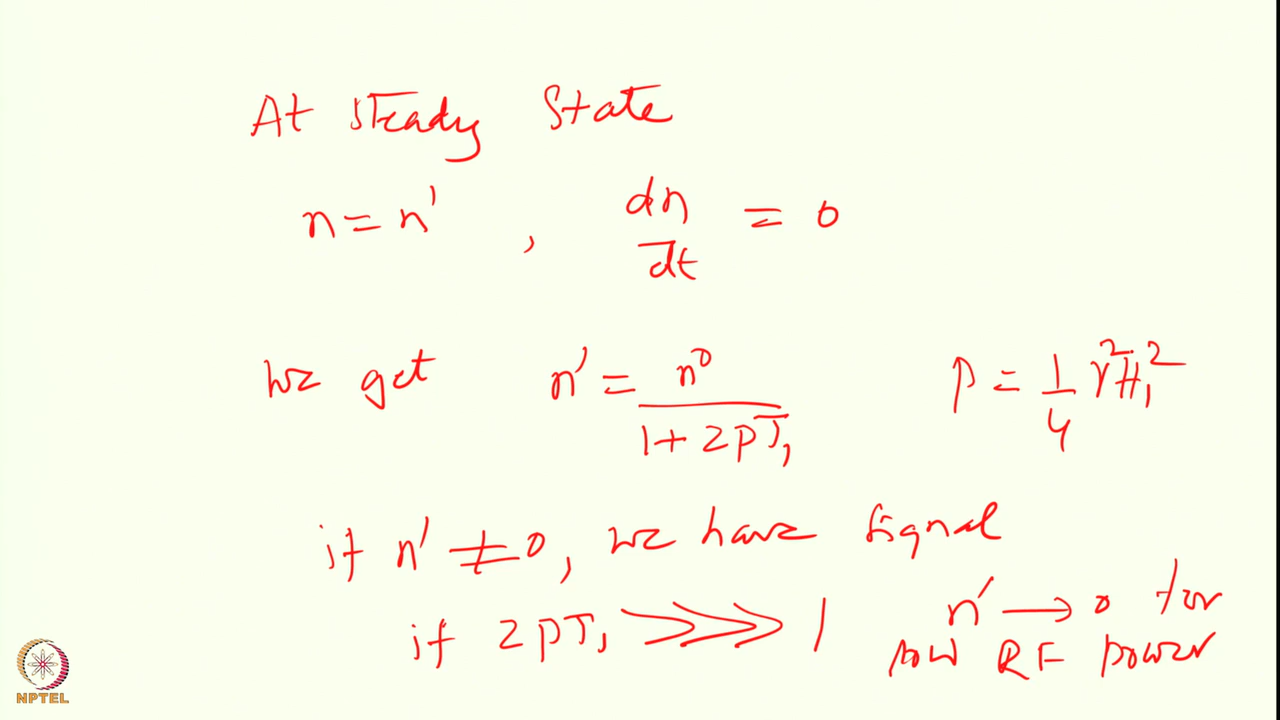 At steady state
n = n' , dn/dt = 0
We get n' = n⁰/(1 + 2pT₁) p = 1/4 γ²H₁²
if n' ≠ 0, we have signal
if 2pT₁ >>>> 1 n' → 0 for
RF power
NPTEL